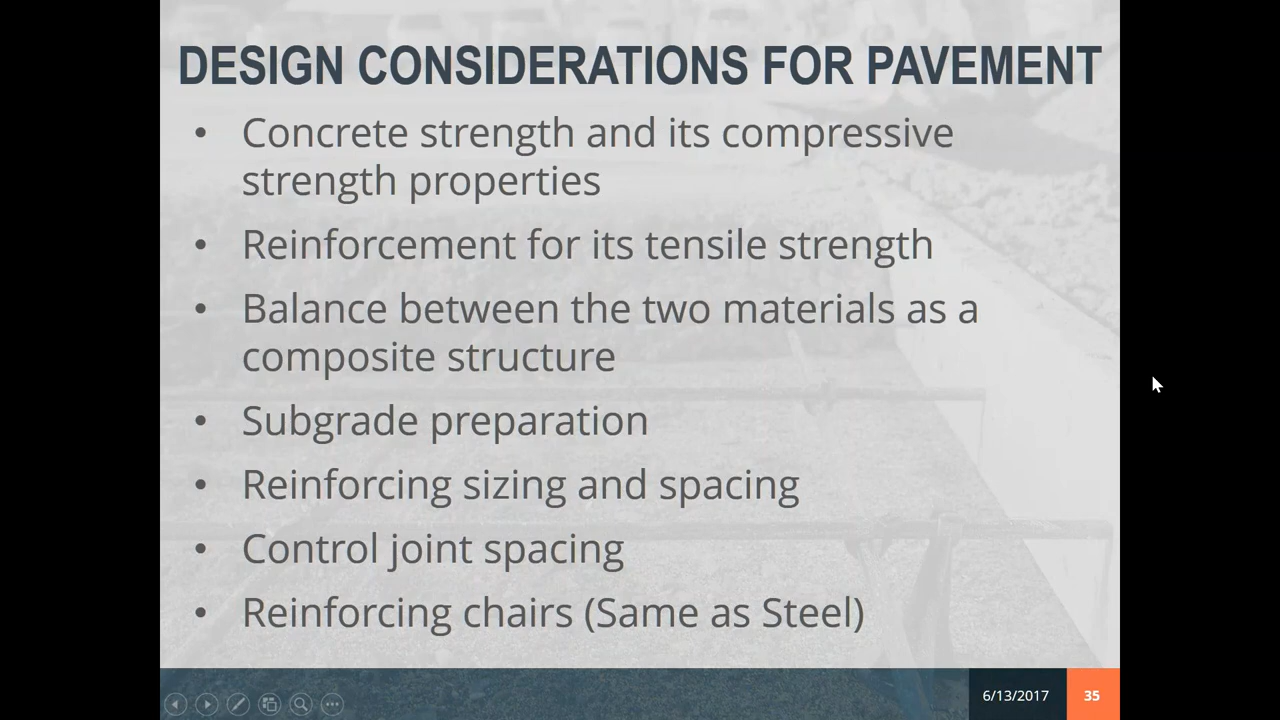 DESIGN CONSIDERATIONS FOR PAVEMENT
• Concrete strength and its compressive
strength properties
• Reinforcement for its tensile strength
• Balance between the two materials as a
composite structure
• Subgrade preparation
• Reinforcing sizing and spacing
• Control joint spacing
• Reinforcing chairs (Same as Steel)
6/13/2017
35